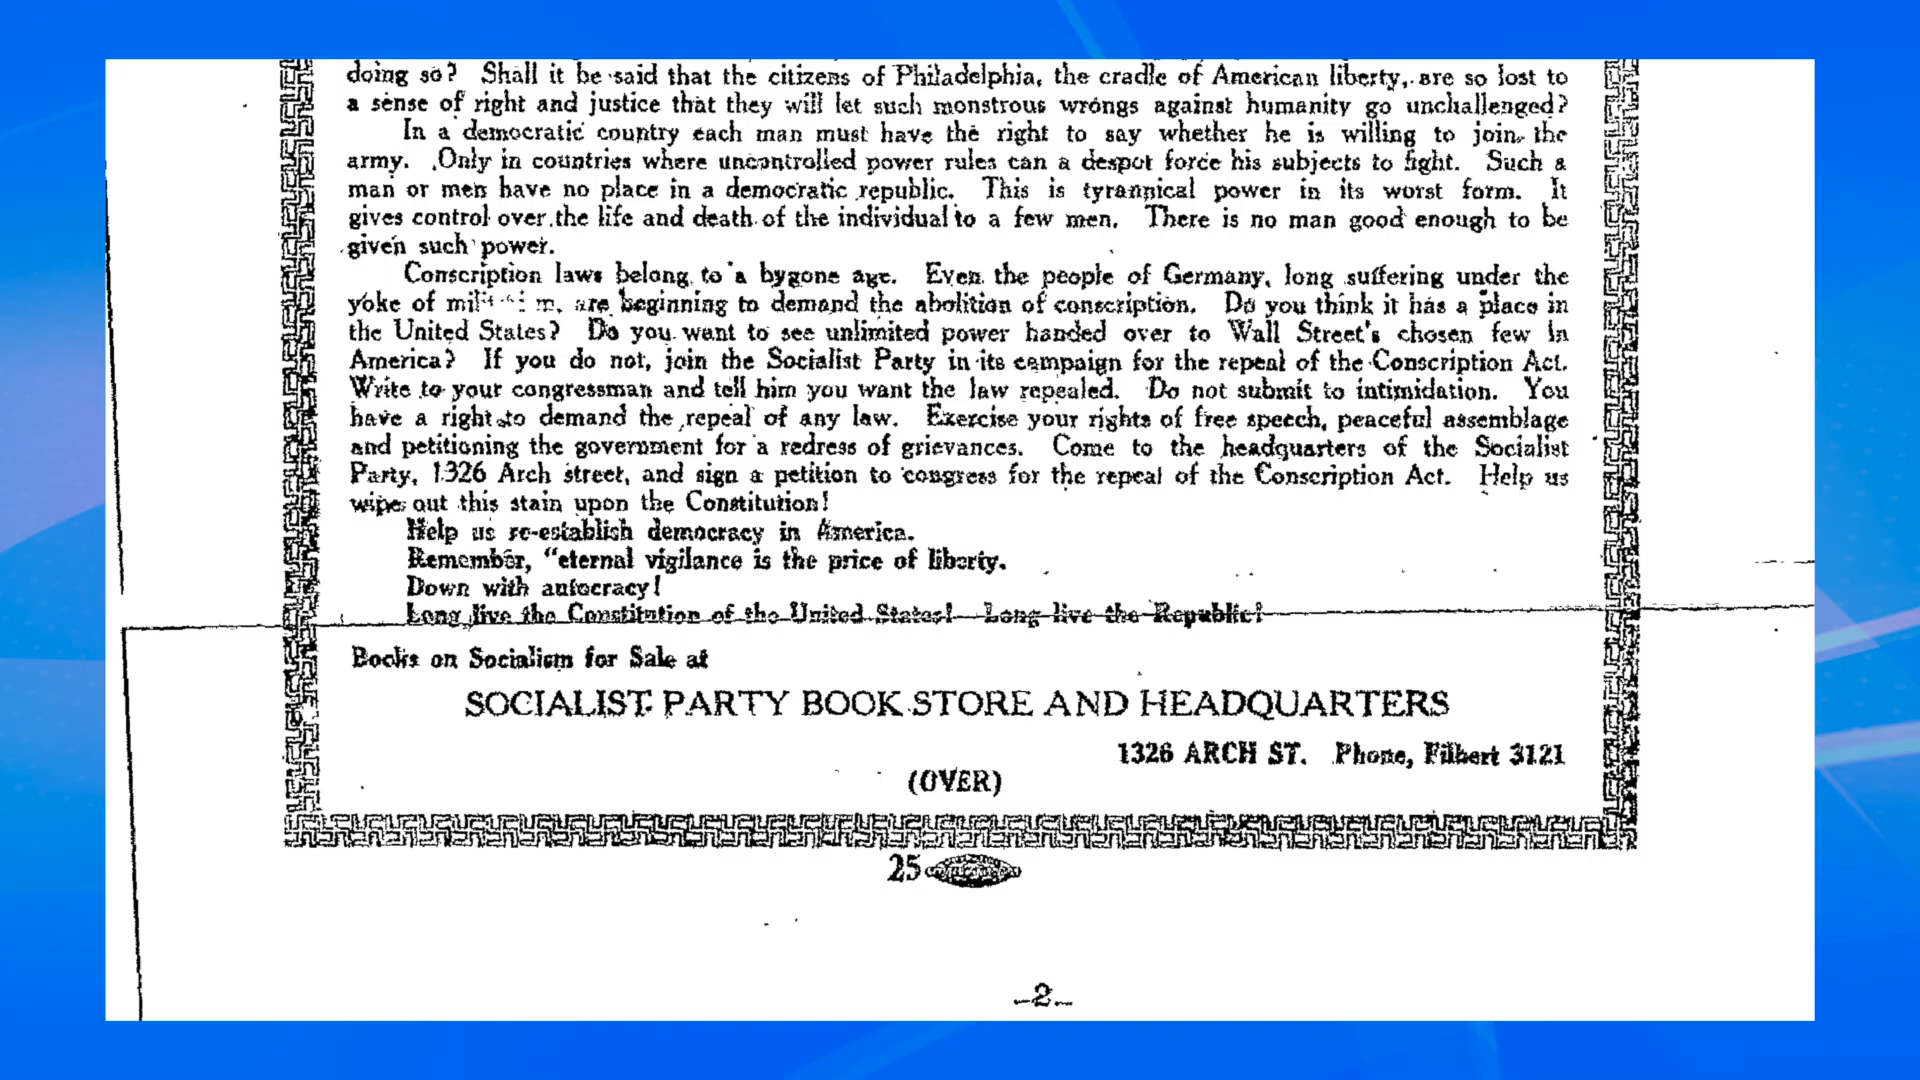 doing so? Shall it be said that the citizens of Philadelphia, the cradle of American liberty, are so lost to
a sense of right and justice that they will let such monstrous wrongs against humanity go unchallenged?
In a democratic country each man must have the right to say whether he is willing to join the
army. Only in countries where uncontrolled power rules can a despot force his subjects to fight. Such a
man or men have no place in a democratic republic. This is tyrannical power in its worst form. It
gives control over the life and death of the individual to a few men. There is no man good enough to be
given such power.
Conscription laws belong to a bygone age. Even the people of Germany, long suffering under the
yoke of are beginning to demand the abolition of conscription. Do you think it has a place in
the United States? Do you want to see unlimited power handed over to Wall Street's chosen few in
America? If you do not, join the Socialist Party in its campaign for the repeal of the Conscription Act.
Write to your congressman and tell him you want the law repealed. Do not submit to intimidation. You
have a right to demand the repeal of any law. Exercise your rights of free speech, peaceful assemblage
and petitioning the government for a redress of grievances. Come to the headquarters of the Socialist
Party, 1326 Arch street, and sign a petition to congress for the repeal of the Conscription Act. Help us
wipe out this stain upon the Constitution!
Help us re-establish democracy in America.
Remember, "eternal vigilance is the price of liberty.
Down with autocracy!
Long live the Constitution of the United States! Long live the Republic!
Books on Socialism for Sale at
SOCIALIST PARTY BOOK STORE AND HEADQUARTERS
1326 ARCH ST. Phone, Filbert 3121
(OVER)
25
-2-